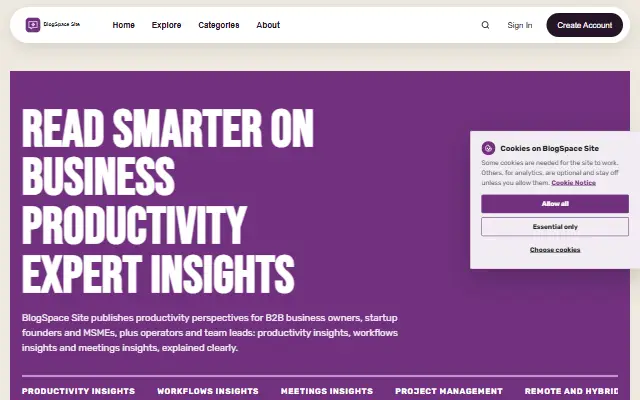 BlogSpace Site
Home
Explore
Categories
About
Sign In
Create Account
READ SMARTER ON
BUSINESS
PRODUCTIVITY
EXPERT INSIGHTS
BlogSpace Site publishes productivity perspectives for B2B business owners, startup
founders and MSMEs, plus operators and team leads: productivity insights, workflows
insights and meetings insights, explained clearly.
Cookies on BlogSpace Site
Some cookies are needed for the site to work.
Others, for analytics, are optional and stay off
unless you allow them. Cookie Notice
Allow all
Essential only
Choose cookies
PRODUCTIVITY INSIGHTS
WORKFLOWS INSIGHTS
MEETINGS INSIGHTS
PROJECT MANAGEMENT
REMOTE AND HYBRID